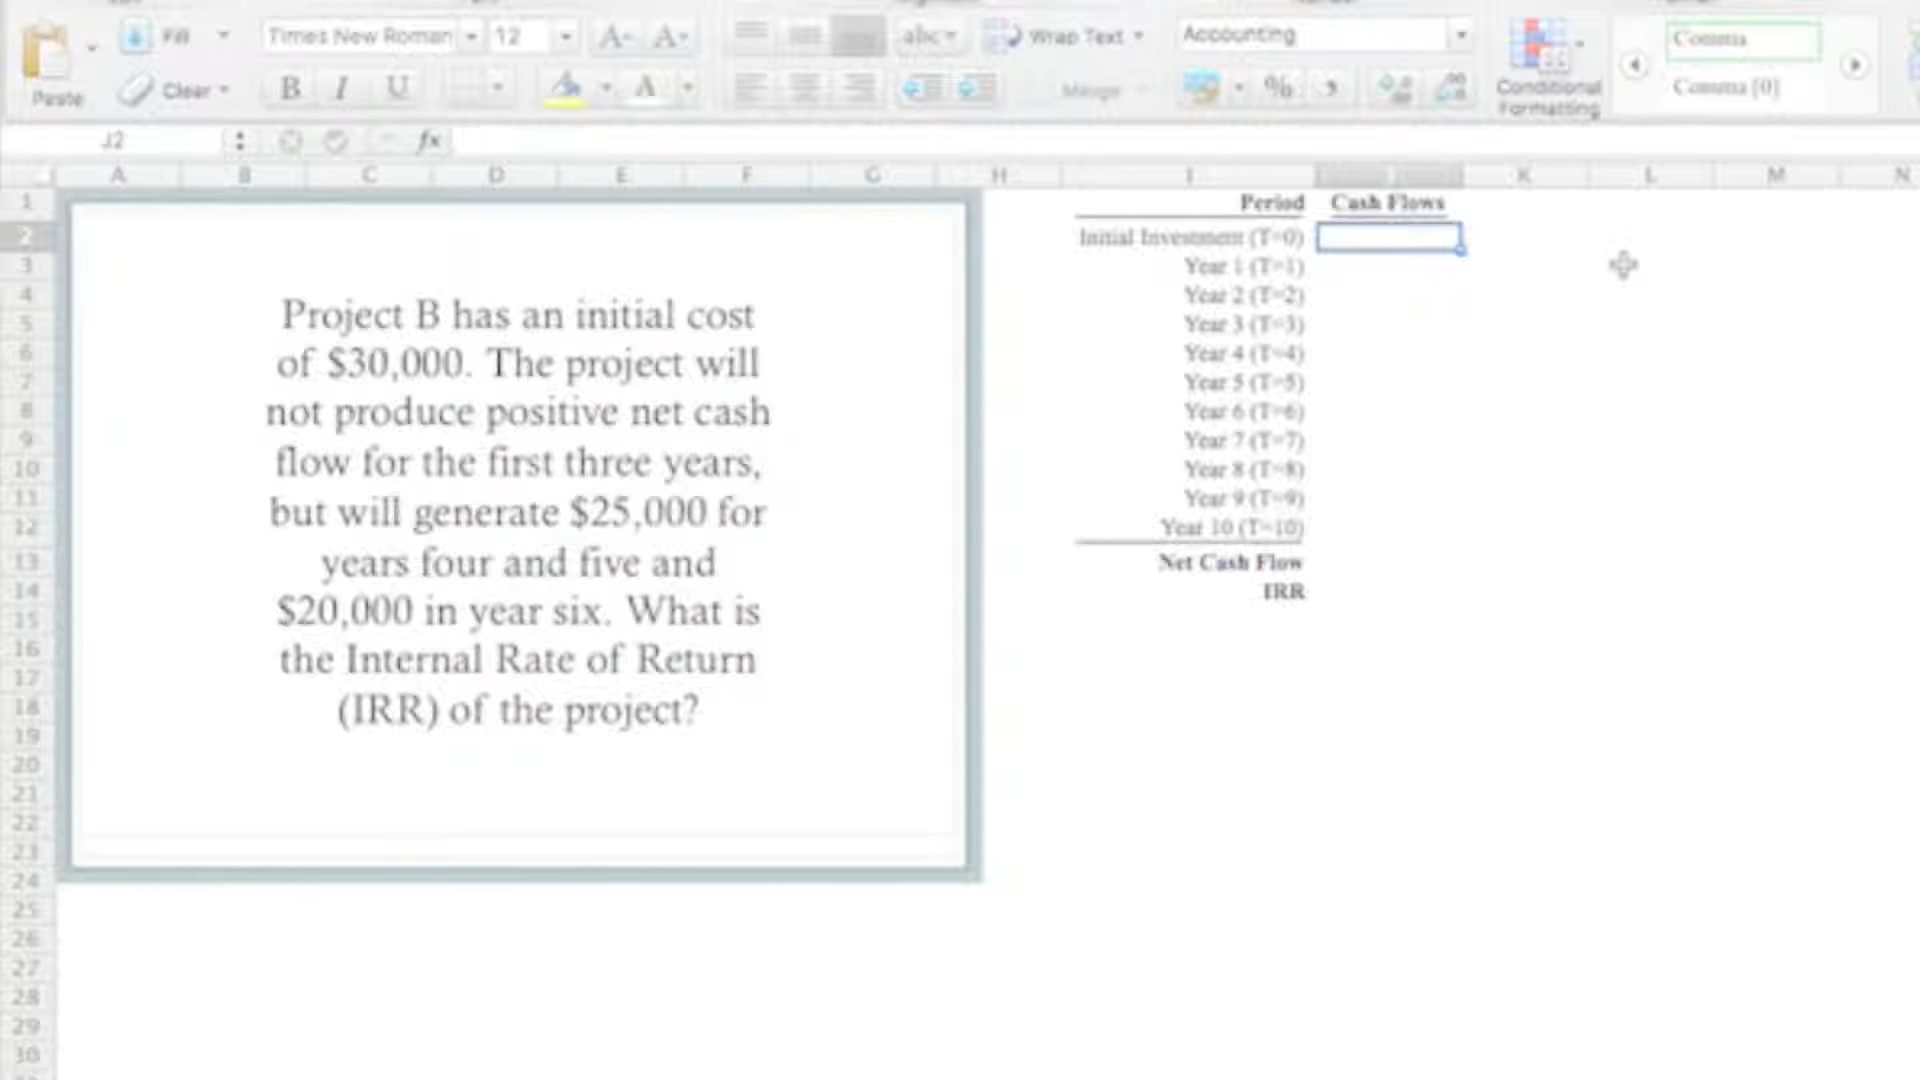 Fill
Times New Roman
12
A-
A-
abc
Wrap Text
Accounting
Comma
Paste
Clear
B I U
A
Merge
%
Conditional
Formatting
Comma [0]
J2
fx
A B C D E F G H I K L M N
1
2
3
4
5
6
7
8
9
10
11
12
13
14
15
16
17
18
19
20
21
22
23
24
25
26
27
28
29
30
Project B has an initial cost
of $30,000. The project will
not produce positive net cash
flow for the first three years,
but will generate $25,000 for
years four and five and
$20,000 in year six. What is
the Internal Rate of Return
(IRR) of the project?
Period Cash Flows
Initial Investment (T=0)
Year 1 (T=1)
Year 2 (T=2)
Year 3 (T=3)
Year 4 (T=4)
Year 5 (T=5)
Year 6 (T=6)
Year 7 (T=7)
Year 8 (T=8)
Year 9 (T=9)
Year 10 (T=10)
Net Cash Flow
IRR